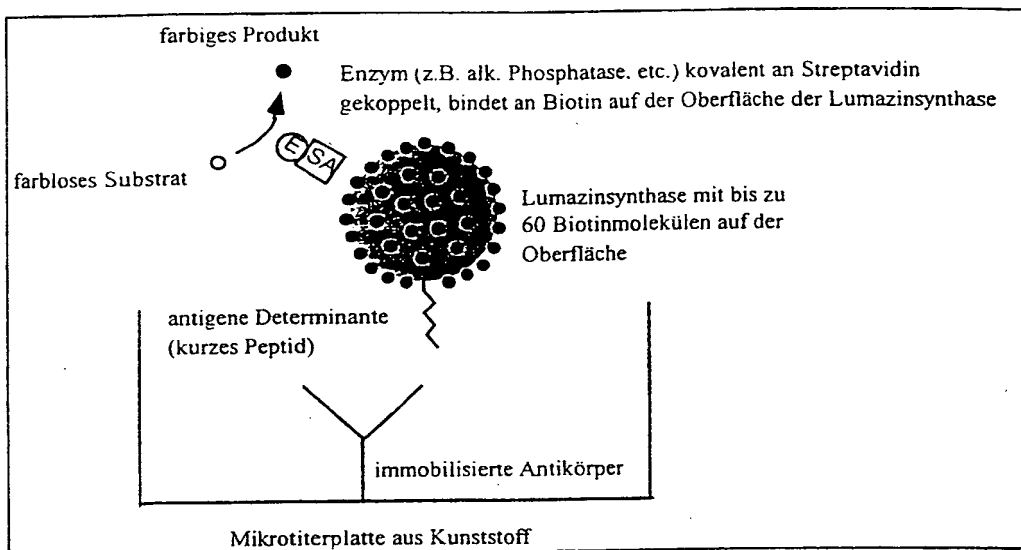 farbiges Produkt
Enzym (z.B. alk. Phosphatase. etc.) kovalent an Streptavidin
gekoppelt, bindet an Biotin auf der Oberfläche der Lumazinsynthase
E SA
farbloses Substrat
Lumazinsynthase mit bis zu
60 Biotinmolekülen auf der
Oberfläche
antigene Determinante
(kurzes Peptid)
immobilisierte Antikörper
Mikrotiterplatte aus Kunststoff